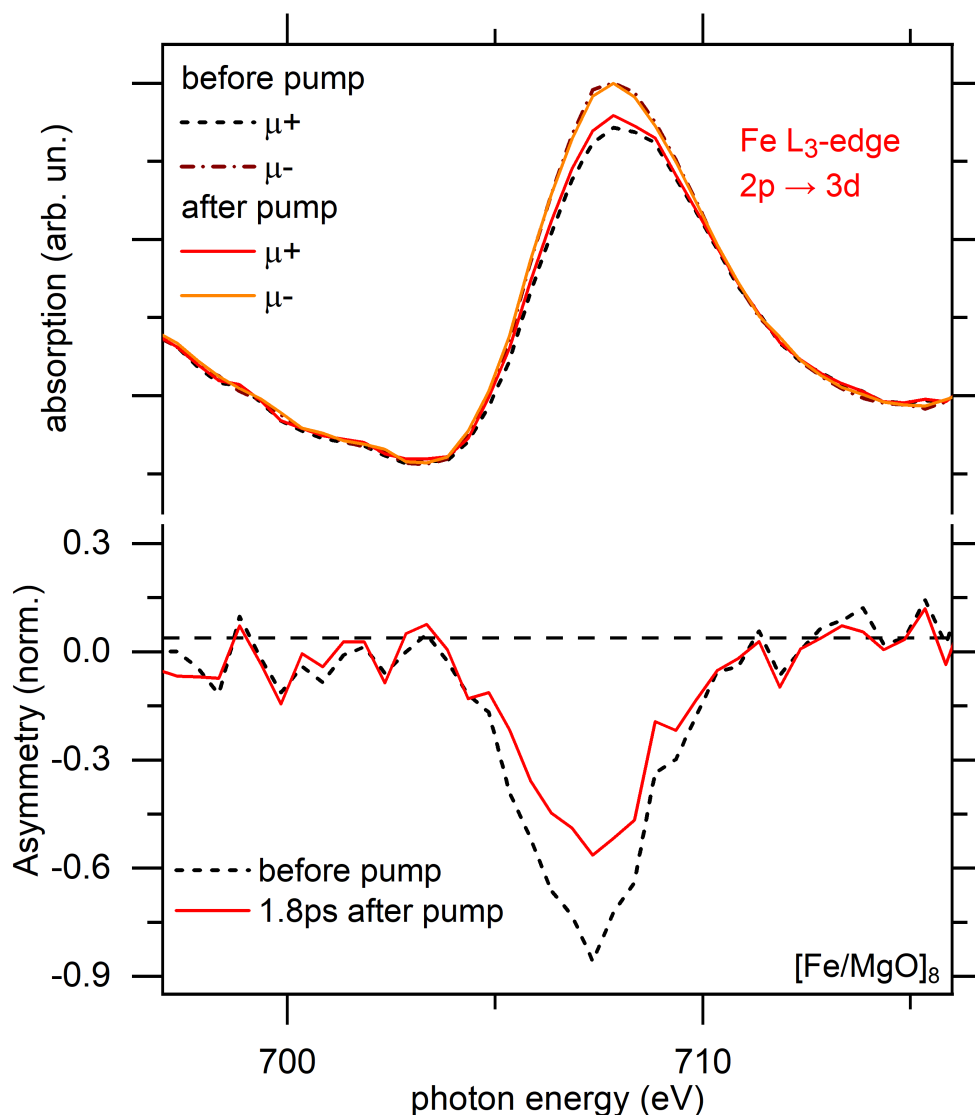 before pump
μ+
μ-
after pump
μ+
μ-
Fe L₃-edge
2p → 3d
absorption (arb. un.)
0.3
0.0
-0.3
-0.6
-0.9
Asymmetry (norm.)
before pump
1.8ps after pump
[Fe/MgO]₈
700
710
photon energy (eV)